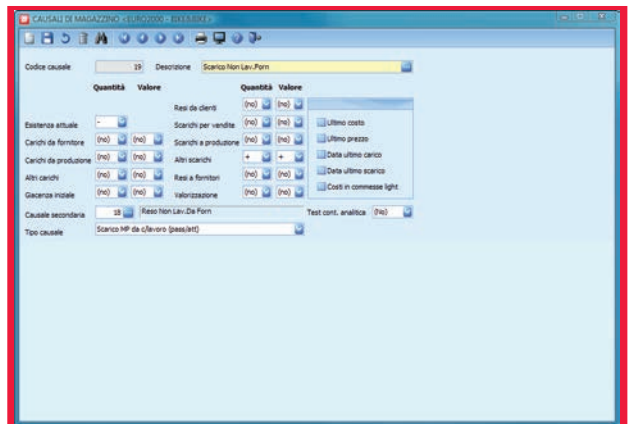 CAUSALI DI MAGAZZINO - EURO2000 - BIKE&BIKE -
Codice causale 19 Descrizione Scarico Non Lav.Forn
Quantità Valore Quantità Valore
Resi da clienti (no) (no)
Esistenza attuale - Scarichi per vendite (no) (no) Ultimo costo
Carichi da fornitore (no) (no) Scarichi a produzione (no) (no) Ultimo prezzo
Carichi da produzione (no) (no) Altri scarichi + + Data ultimo carico
Altri carichi (no) (no) Resi a fornitori (no) (no) Data ultimo scarico
Giacenza iniziale (no) (no) Valorizzazione (no) (no) Costi in commesse light
Causale secondaria 18 Reso Non Lav.Da Forn Test cont. analitica (No)
Tipo causale Scarico MP da c/lavoro (pass/att)